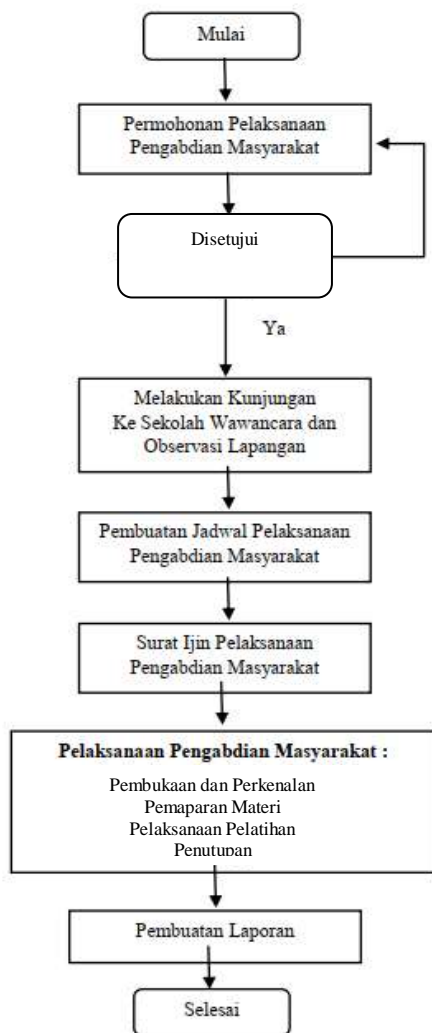 Mulai
Permohonan Pelaksanaan
Pengabdian Masyarakat
Disetujui
Ya
Melakukan Kunjungan
Ke Sekolah Wawancara dan
Observasi Lapangan
Pembuatan Jadwal Pelaksanaan
Pengabdian Masyarakat
Surat Ijin Pelaksanaan
Pengabdian Masyarakat
Pelaksanaan Pengabdian Masyarakat :
Pembukaan dan Perkenalan
Pemaparan Materi
Pelaksanaan Pelatihan
Penutupan
Pembuatan Laporan
Selesai